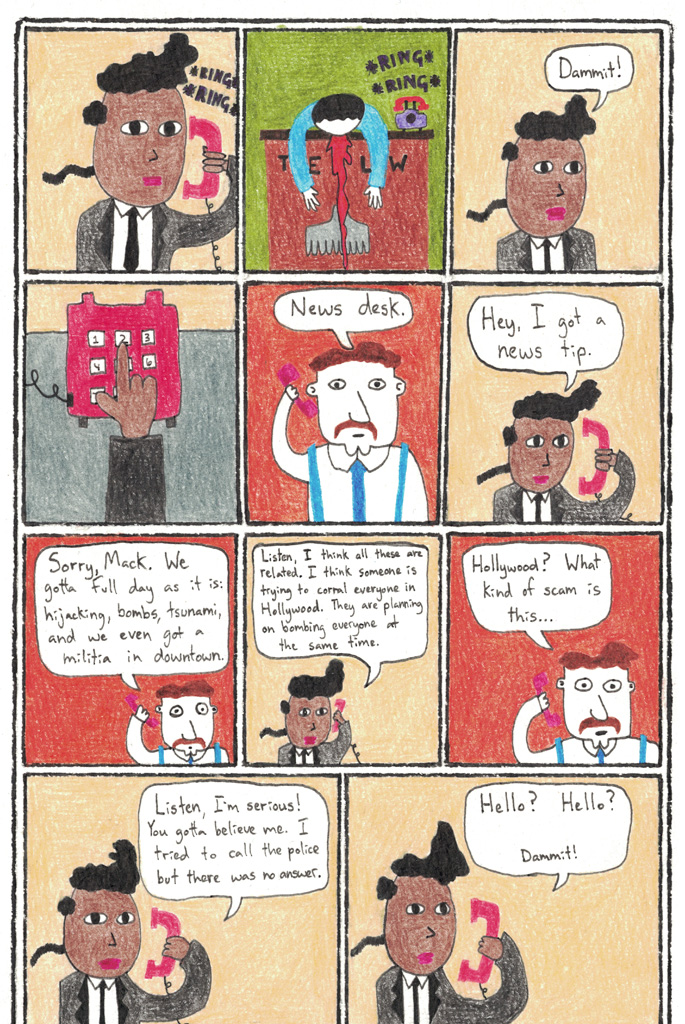 *RING*
*RING*
*RING*
*RING*
TELW
Dammit!
1 2 3
4 6
News desk.
Hey, I got a
news tip.
Sorry, Mack. We
gotta full day as it is:
hijacking, bombs, tsunami,
and we even got a
militia in downtown.
Listen, I think all these are
related. I think someone is
trying to corral everyone in
Hollywood. They are planning
on bombing everyone at
the same time.
Hollywood? What
kind of scam is
this...
Listen, I'm serious!
You gotta believe me. I
tried to call the police
but there was no answer.
Hello? Hello?
Dammit!